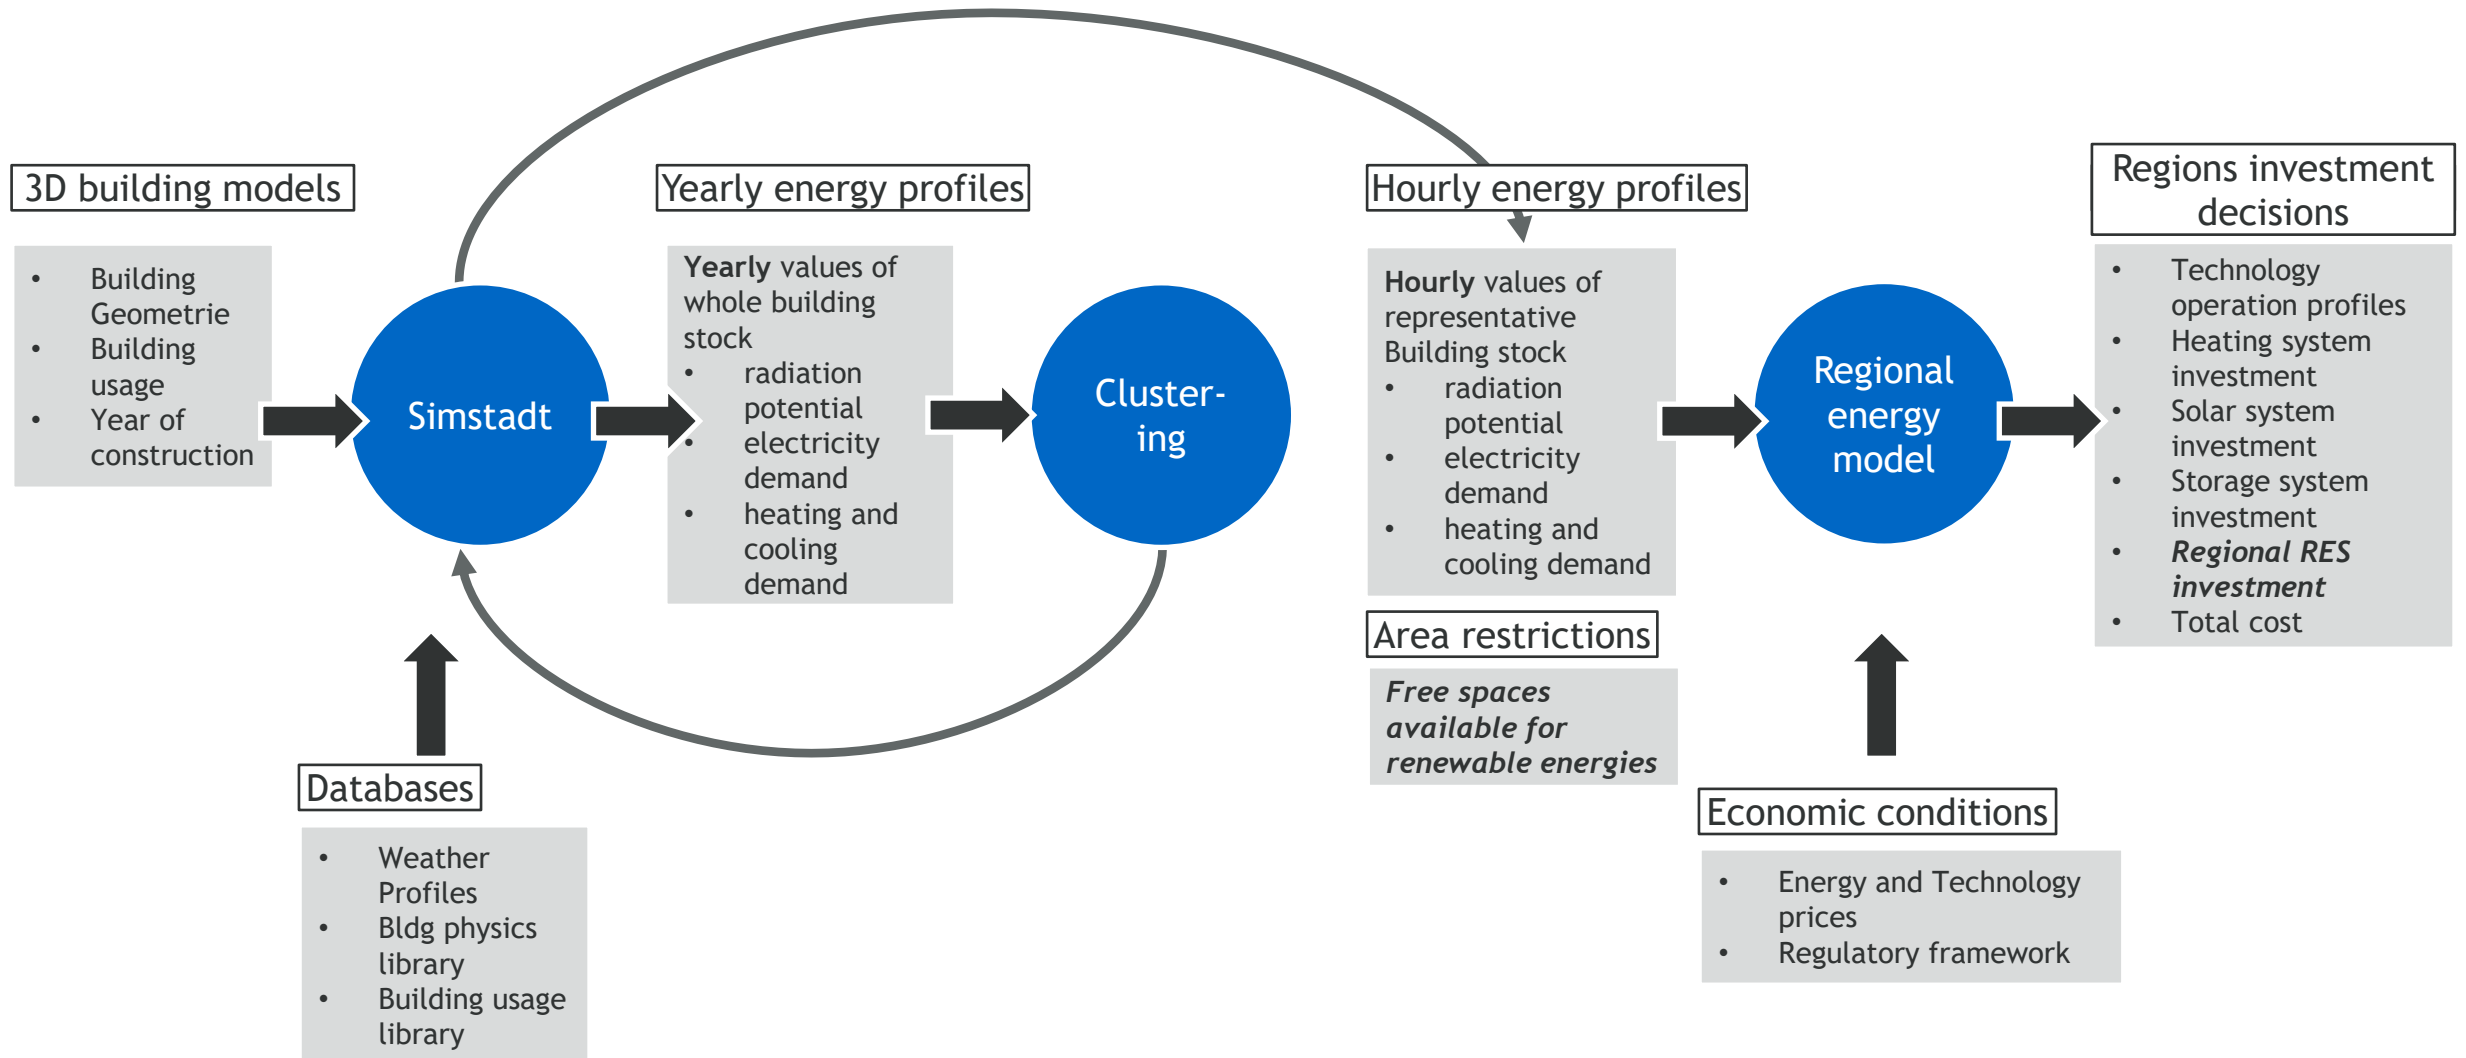 3D building models
• Building
Geometrie
• Building
usage
• Year of
construction
Simstadt
Databases
• Weather
Profiles
• Bldg physics
library
• Building usage
library
Yearly energy profiles
Yearly values of
whole building
stock
• radiation
potential
• electricity
demand
• heating and
cooling
demand
Cluster-
ing
Hourly energy profiles
Hourly values of
representative
Building stock
• radiation
potential
• electricity
demand
• heating and
cooling demand
Area restrictions
Free spaces
available for
renewable energies
Regional
energy
model
Economic conditions
• Energy and Technology
prices
• Regulatory framework
Regions investment
decisions
• Technology
operation profiles
• Heating system
investment
• Solar system
investment
• Storage system
investment
• Regional RES
investment
• Total cost